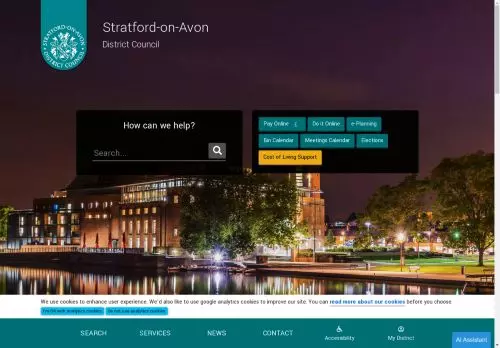 STRATFORD-ON-AVON
DISTRICT COUNCIL
Stratford-on-Avon
District Council
How can we help?
Search...
Pay Online £
Do it Online
e-Planning
Bin Calendar
Meetings Calendar
Elections
Cost of Living Support
We use cookies to enhance user experience. We'd also like to use google analytics cookies to improve our site. You can read more about our cookies before you choose
I'm OK with analytics cookies
Do not use analytics cookies
SEARCH
SERVICES
NEWS
CONTACT
Accessibility
My District
AI Assistant